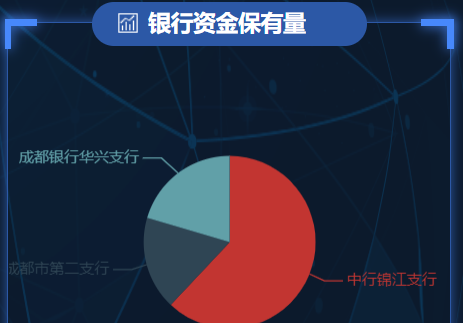 银行资金保有量
成都银行华兴支行
成都市第二支行
中行锦江支行